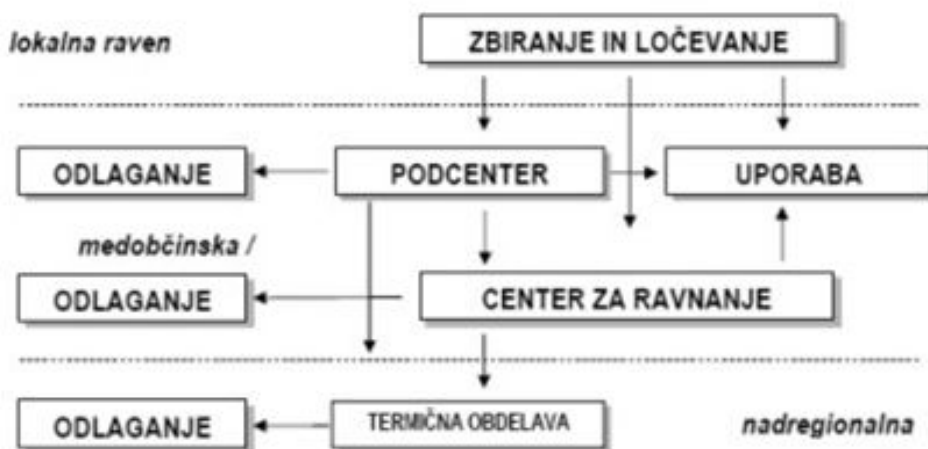 lokalna raven
ZBIRANJE IN LOČEVANJE
ODLAGANJE
PODCENTER
UPORABA
medobčinska /
ODLAGANJE
CENTER ZA RAVNANJE
ODLAGANJE
TERMIČNA OBDELAVA
nadregionalna